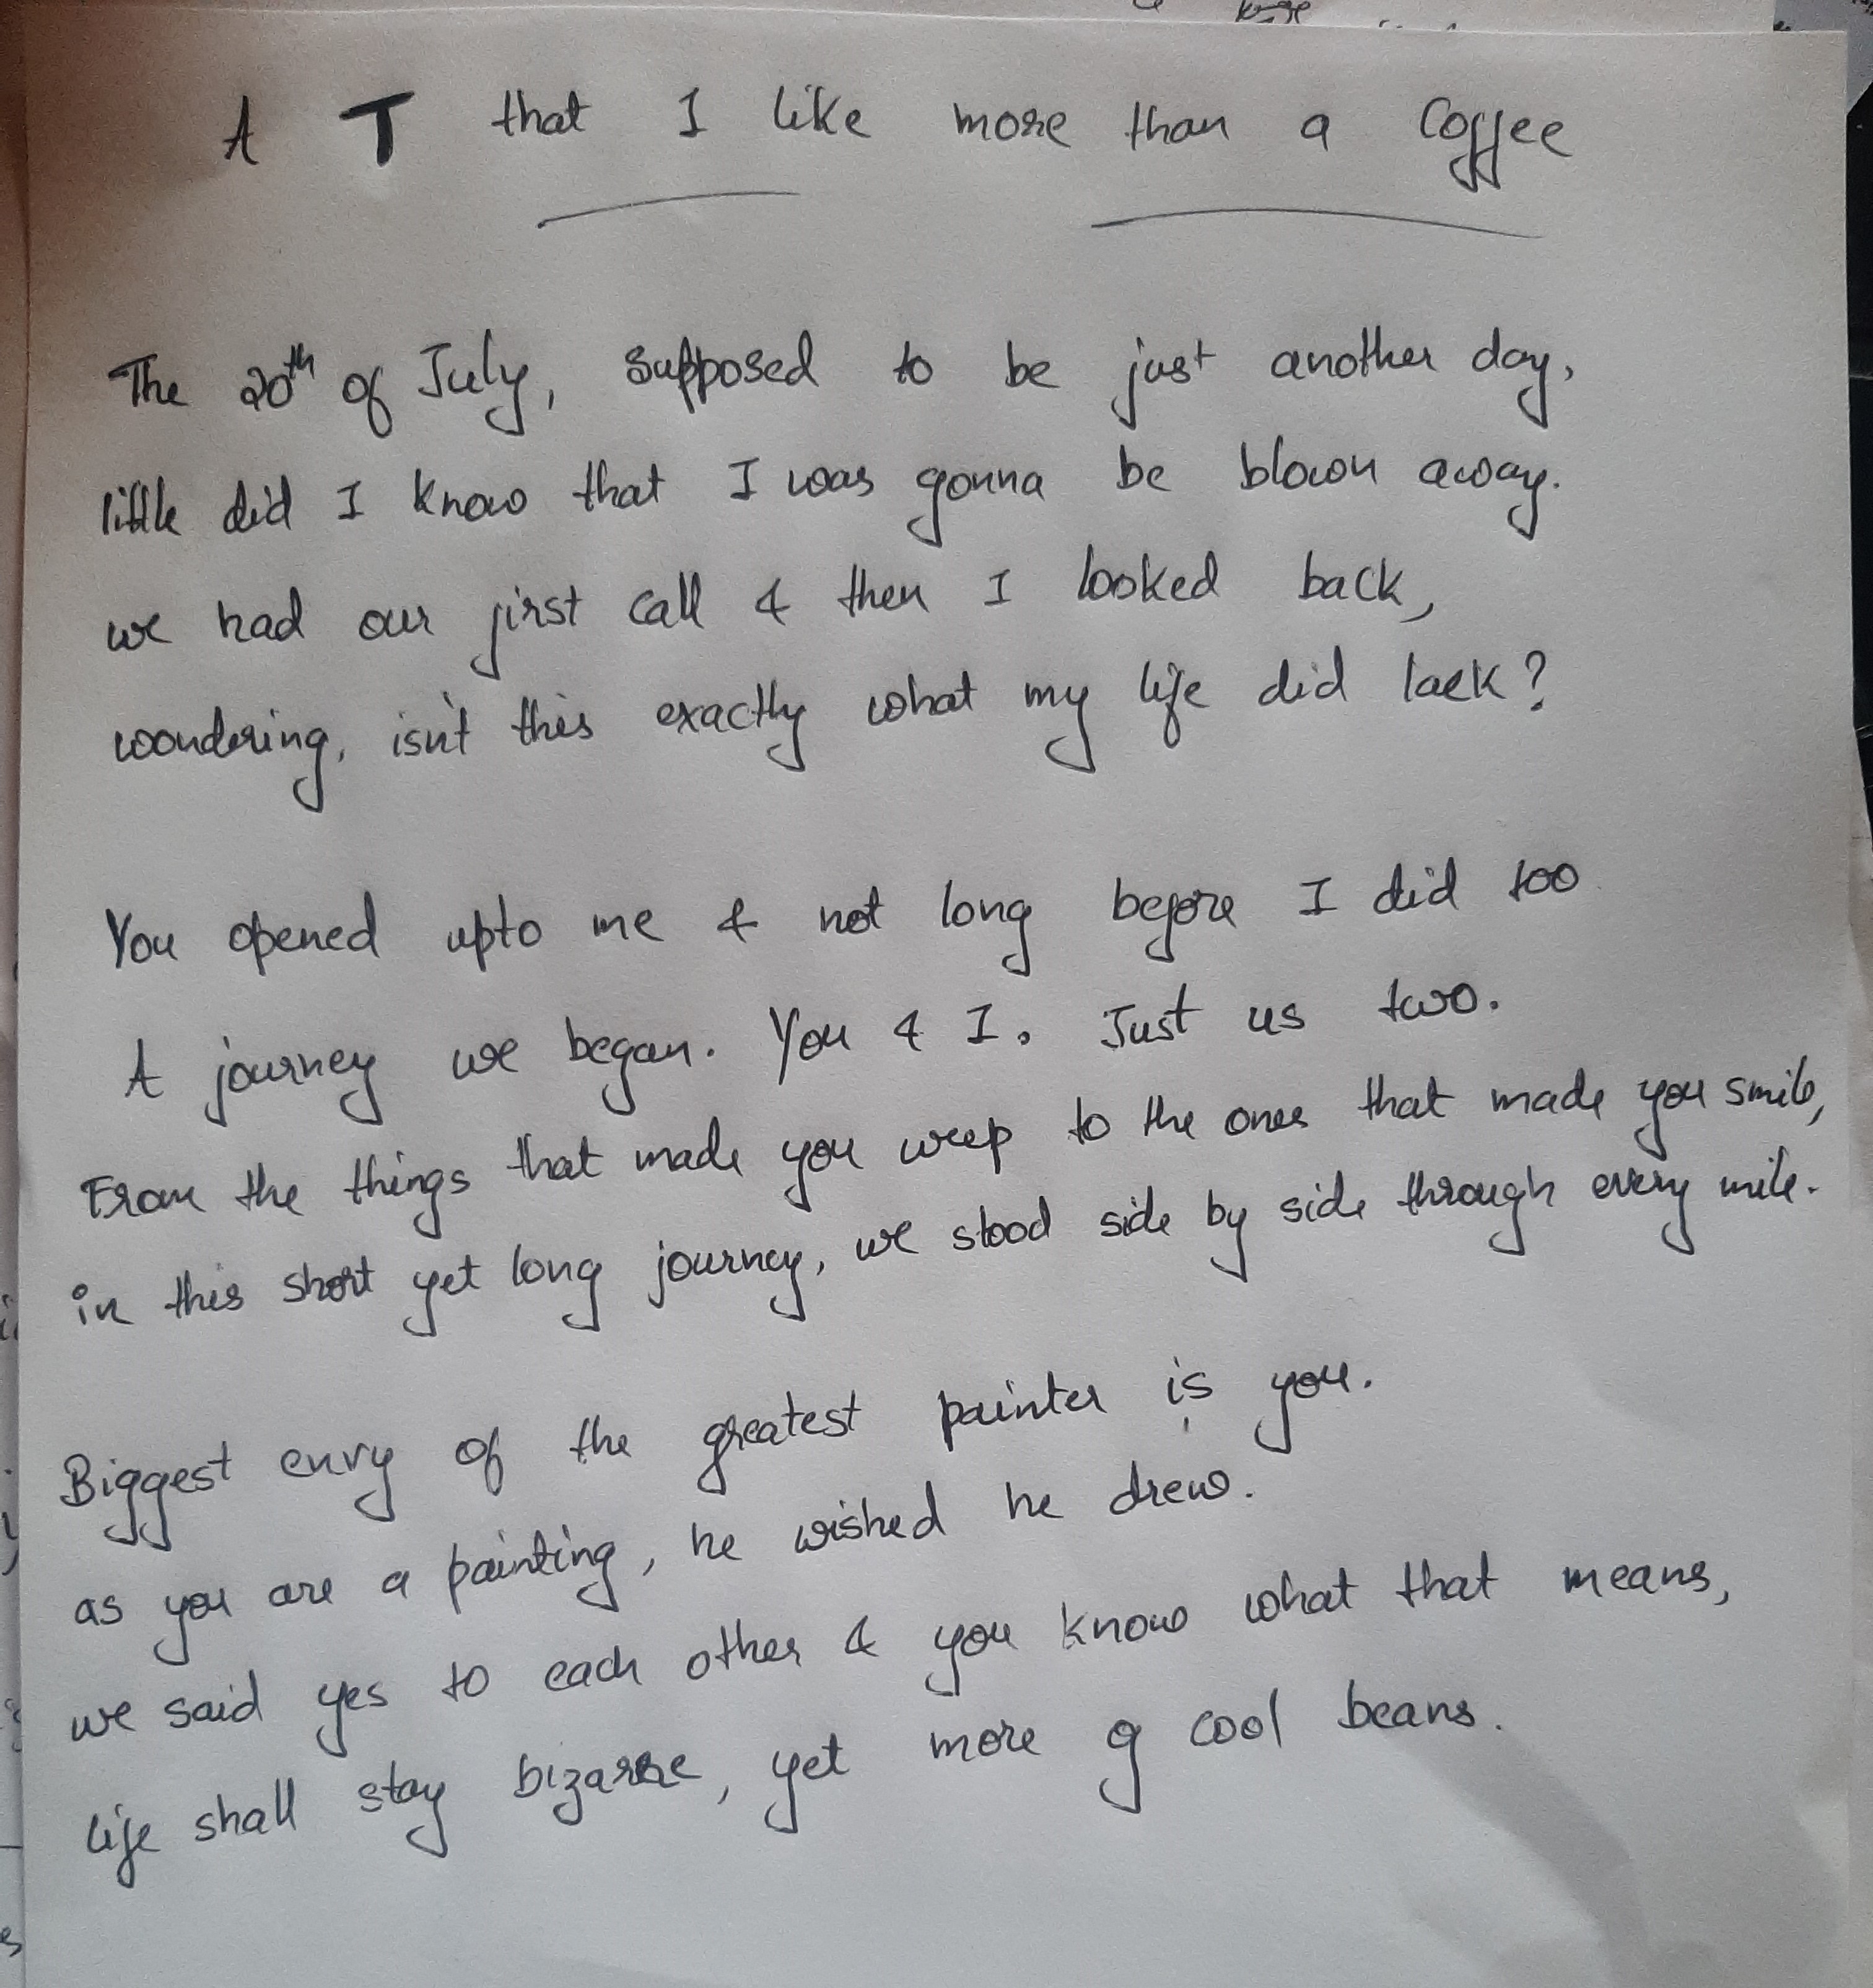 A T that I like more than a Coffee
The 20th of July, supposed to be just another day,
little did I know that I was gonna be blown away.
we had our first call & then I looked back,
wondering, isn't this exactly what my life did lack?
You opened upto me & not long before I did too
A journey we began. You & I. Just us two.
From the things that made you weep to the ones that made you smile,
in this short yet long journey, we stood side by side through every mile.
Biggest envy of the greatest painter is you.
as you are a painting, he wished he drew.
we said yes to each other & you know what that means,
life shall stay bizarre, yet more of cool beans.